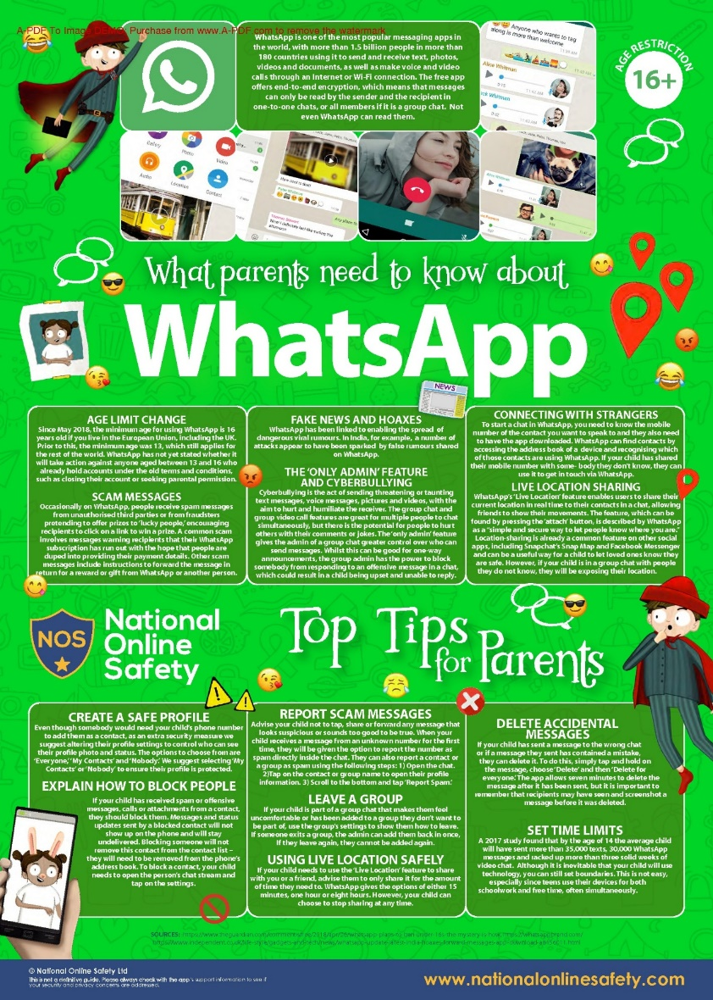 A-PDF To Image DEMO: Purchase from www.A-PDF.com to remove the watermark
WhatsApp is one of the most popular messaging apps in
the world, with more than 1.5 billion people in more than
180 countries using it to send and receive text, photos,
videos and documents, as well as make voice and video
calls through an Internet or Wi-Fi connection. The free app
offers end-to-end encryption, which means that messages
can only be read by the sender and the recipient in
one-to-one chats, or all members if it is a group chat. Not
even WhatsApp can read them.
Anyone who wants to tag
along is more than welcome
Alice Whitman
AGE RESTRICTION
16+
Gallery
Photo
Video
Audio
Location
Contact
What parents need to know about
WhatsApp
NEWS
AGE LIMIT CHANGE
Since May 2018, the minimum age for using WhatsApp is 16
years old if you live in the European Union, including the UK.
Prior to this, the minimum age was 13, which still applies for
the rest of the world. WhatsApp has not yet stated whether it
will take action against anyone aged between 13 and 16 who
already hold accounts under the old terms and conditions,
such as closing their account or seeking parental permission.
SCAM MESSAGES
Occasionally on WhatsApp, people receive spam messages
from unauthorised third parties or from fraudsters
pretending to offer prizes to 'lucky people,' encouraging
recipients to click on a link to win a prize. A common scam
involves messages warning recipients that their WhatsApp
subscription has run out with the hope that people are
duped into providing their payment details. Other scam
messages include instructions to forward the message in
return for a reward or gift from WhatsApp or another person.
FAKE NEWS AND HOAXES
WhatsApp has been linked to enabling the spread of
dangerous viral rumours. In India, for example, a number of
attacks appear to have been sparked by false rumours shared
on WhatsApp.
THE 'ONLY ADMIN' FEATURE
AND CYBERBULLYING
Cyberbullying is the act of sending threatening or taunting
text messages, voice messages, pictures and videos, with the
aim to hurt and humiliate the receiver. The group chat and
group video call features are great for multiple people to chat
simultaneously, but there is the potential for people to hurt
others with their comments or jokes. The 'only admin' feature
gives the admin of a group chat greater control over who can
send messages. Whilst this can be good for one-way
announcements, the group admin has the power to block
somebody from responding to an offensive message in a chat,
which could result in a child being upset and unable to reply.
CONNECTING WITH STRANGERS
To start a chat in WhatsApp, you need to know the mobile
number of the contact you want to speak to and they also need
to have the app downloaded. WhatsApp can find contacts by
accessing the address book of a device and recognising which
of those contacts are using WhatsApp. If your child has shared
their mobile number with some- body they don't know, they can
use it to get in touch via WhatsApp.
LIVE LOCATION SHARING
WhatsApp's 'Live Location' feature enables users to share their
current location in real time to their contacts in a chat, allowing
friends to show their movements. The feature, which can be
found by pressing the 'attach' button, is described by WhatsApp
as a "simple and secure way to let people know where you are."
Location-sharing is already a common feature on other social
apps, including Snapchat's Snap Map and Facebook Messenger
and can be a useful way for a child to let loved ones know they
are safe. However, if your child is in a group chat with people
they do not know, they will be exposing their location.
NOS
National
Online
Safety
Top Tips
for Parents
CREATE A SAFE PROFILE
Even though somebody would need your child's phone number
to add them as a contact, as an extra security measure we
suggest altering their profile settings to control who can see
their profile photo and status. The options to choose from are
'Everyone,' 'My Contacts' and 'Nobody.' We suggest selecting 'My
Contacts' or 'Nobody' to ensure their profile is protected.
EXPLAIN HOW TO BLOCK PEOPLE
If your child has received spam or offensive
messages, calls or attachments from a contact,
they should block them. Messages and status
updates sent by a blocked contact will not
show up on the phone and will stay
undelivered. Blocking someone will not
remove this contact from the contact list –
they will need to be removed from the phone's
address book. To block a contact, your child
needs to open the person's chat stream and
tap on the settings.
REPORT SCAM MESSAGES
Advise your child not to tap, share or forward any message that
looks suspicious or sounds too good to be true. When your
child receives a message from an unknown number for the first
time, they will be given the option to report the number as
spam directly inside the chat. They can also report a contact or
a group as spam using the following steps: 1) Open the chat.
2)Tap on the contact or group name to open their profile
information. 3) Scroll to the bottom and tap 'Report Spam.'
LEAVE A GROUP
If your child is part of a group chat that makes them feel
uncomfortable or has been added to a group they don't want to
be part of, use the group's settings to show them how to leave.
If someone exits a group, the admin can add them back in once,
If they leave again, they cannot be added again.
USING LIVE LOCATION SAFELY
If your child needs to use the 'Live Location' feature to share
with you or a friend, advise them to only share it for the amount
of time they need to. WhatsApp gives the options of either 15
minutes, one hour or eight hours. However, your child can
choose to stop sharing at any time.
DELETE ACCIDENTAL
MESSAGES
If your child has sent a message to the wrong chat
or if a message they sent has contained a mistake,
they can delete it. To do this, simply tap and hold on
the message, choose 'Delete' and then 'Delete for
everyone.' The app allows seven minutes to delete the
message after it has been sent, but it is important to
remember that recipients may have seen and screenshot a
message before it was deleted.
SET TIME LIMITS
A 2017 study found that by the age of 14 the average child
will have sent more than 35,000 texts, 30,000 WhatsApp
messages and racked up more than three solid weeks of
video chat. Although it is inevitable that your child will use
technology, you can still set boundaries. This is not easy,
especially since teens use their devices for both
schoolwork and free time, often simultaneously.
SOURCES:
© National Online Safety Ltd
This is not a definitive guide. Please always check with the app's support information to see if
your security and privacy concerns are addressed.
www.nationalonlinesafety.com